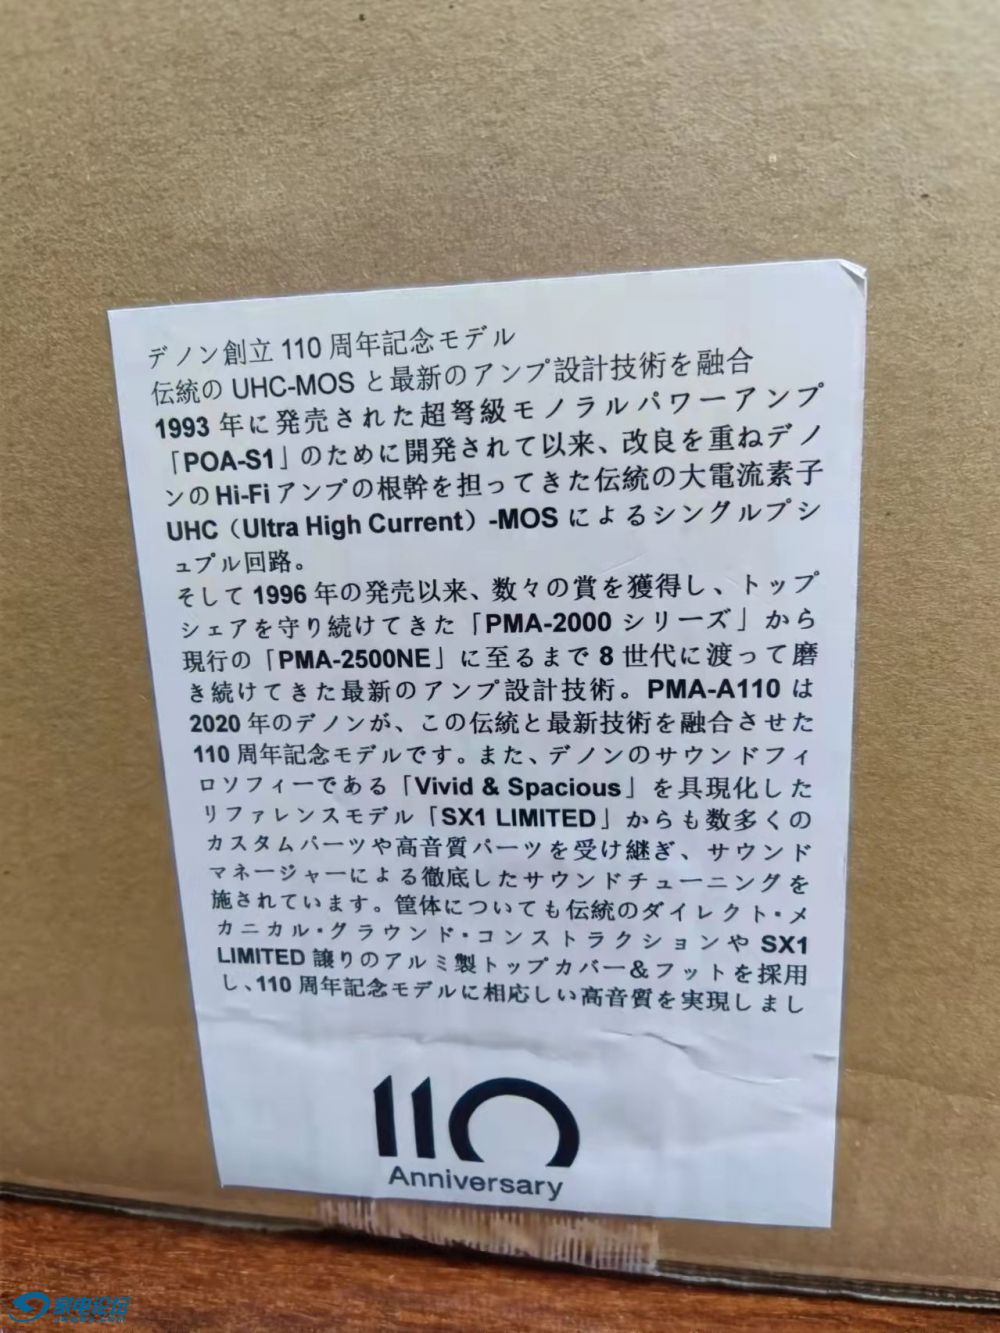 デノン創立 110 周年記念モデル
伝統の UHC-MOS と最新のアンプ設計技術を融合
1993 年に発売された超弩級モノラルパワーアンプ
「POA-S1」のために開発されて以来、改良を重ねデノ
ンの Hi-Fi アンプの根幹を担ってきた伝統の大電流素子
UHC（Ultra High Current）-MOS によるシングルプシ
ュプル回路。
そして 1996 年の発売以来、数々の賞を獲得し、トップ
シェアを守り続けてきた「PMA-2000 シリーズ」から
現行の「PMA-2500NE」に至るまで 8 世代に渡って磨
き続けてきた最新のアンプ設計技術。PMA-A110 は
2020 年のデノンが、この伝統と最新技術を融合させた
110 周年記念モデルです。また、デノンのサウンドフィ
ロソフィーである「Vivid & Spacious」を具現化した
リファレンスモデル「SX1 LIMITED」からも数多くの
カスタムパーツや高音質パーツを受け継ぎ、サウンド
マネージャーによる徹底したサウンドチューニングを
施されています。筐体についても伝統のダイレクト・メ
カニカル・グラウンド・コンストラクションや SX1
LIMITED 譲りのアルミ製トップカバー＆フットを採用
し、110 周年記念モデルに相応しい高音質を実現しまし
110
Anniversary
家电论坛